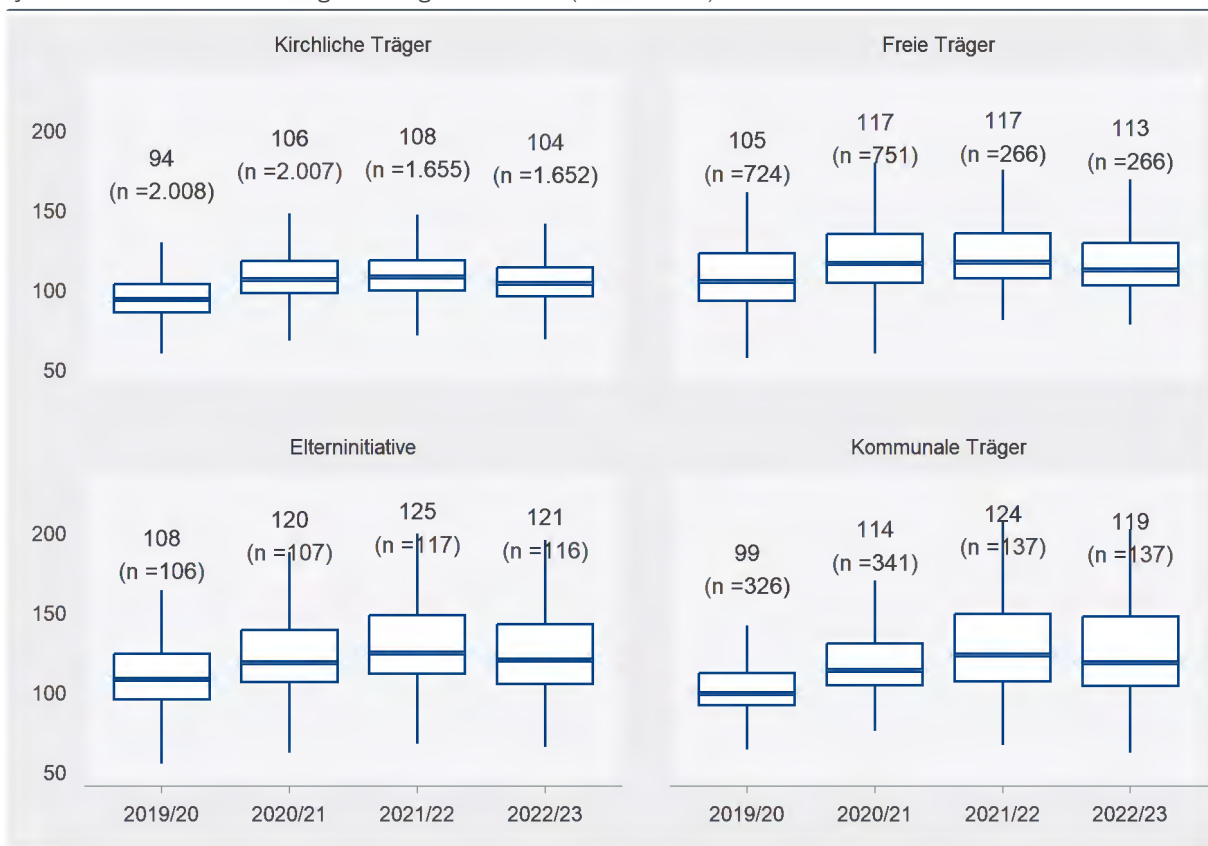 Kirchliche Träger
Freie Träger
200
150
100
50
94
(n =2.008)
106
(n =2.007)
108
(n =1.655)
104
(n =1.652)
105
(n =724)
117
(n =751)
117
(n =266)
113
(n =266)
Elterninitiative
Kommunale Träger
200
150
100
50
108
(n =106)
120
(n =107)
125
(n =117)
121
(n =116)
99
(n =326)
114
(n =341)
124
(n =137)
119
(n =137)
2019/20 2020/21 2021/22 2022/23
2019/20 2020/21 2021/22 2022/23